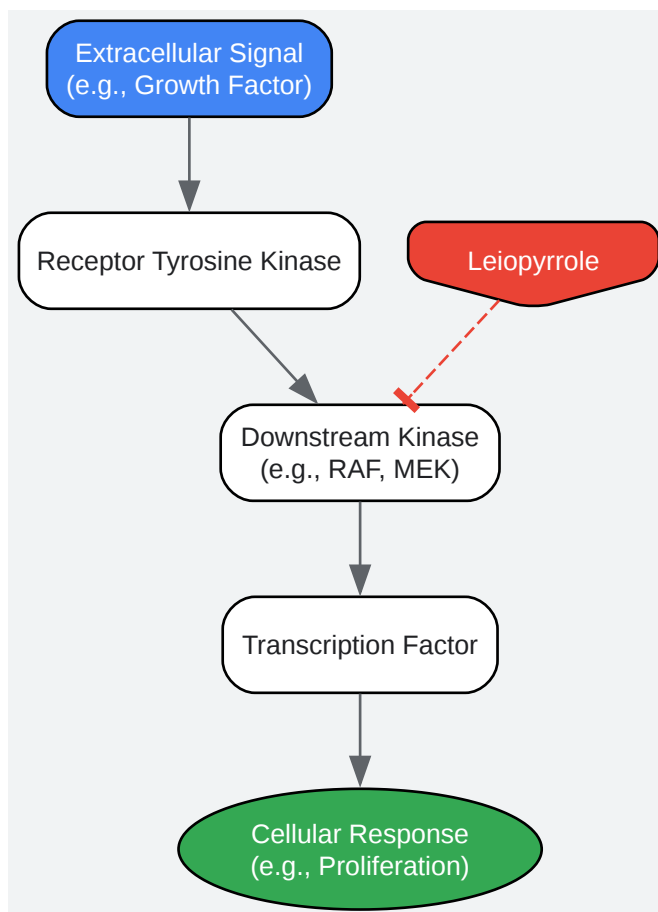 Extracellular Signal
(e.g., Growth Factor)
Receptor Tyrosine Kinase
Leiopyrrole
Downstream Kinase
(e.g., RAF, MEK)
Transcription Factor
Cellular Response
(e.g., Proliferation)